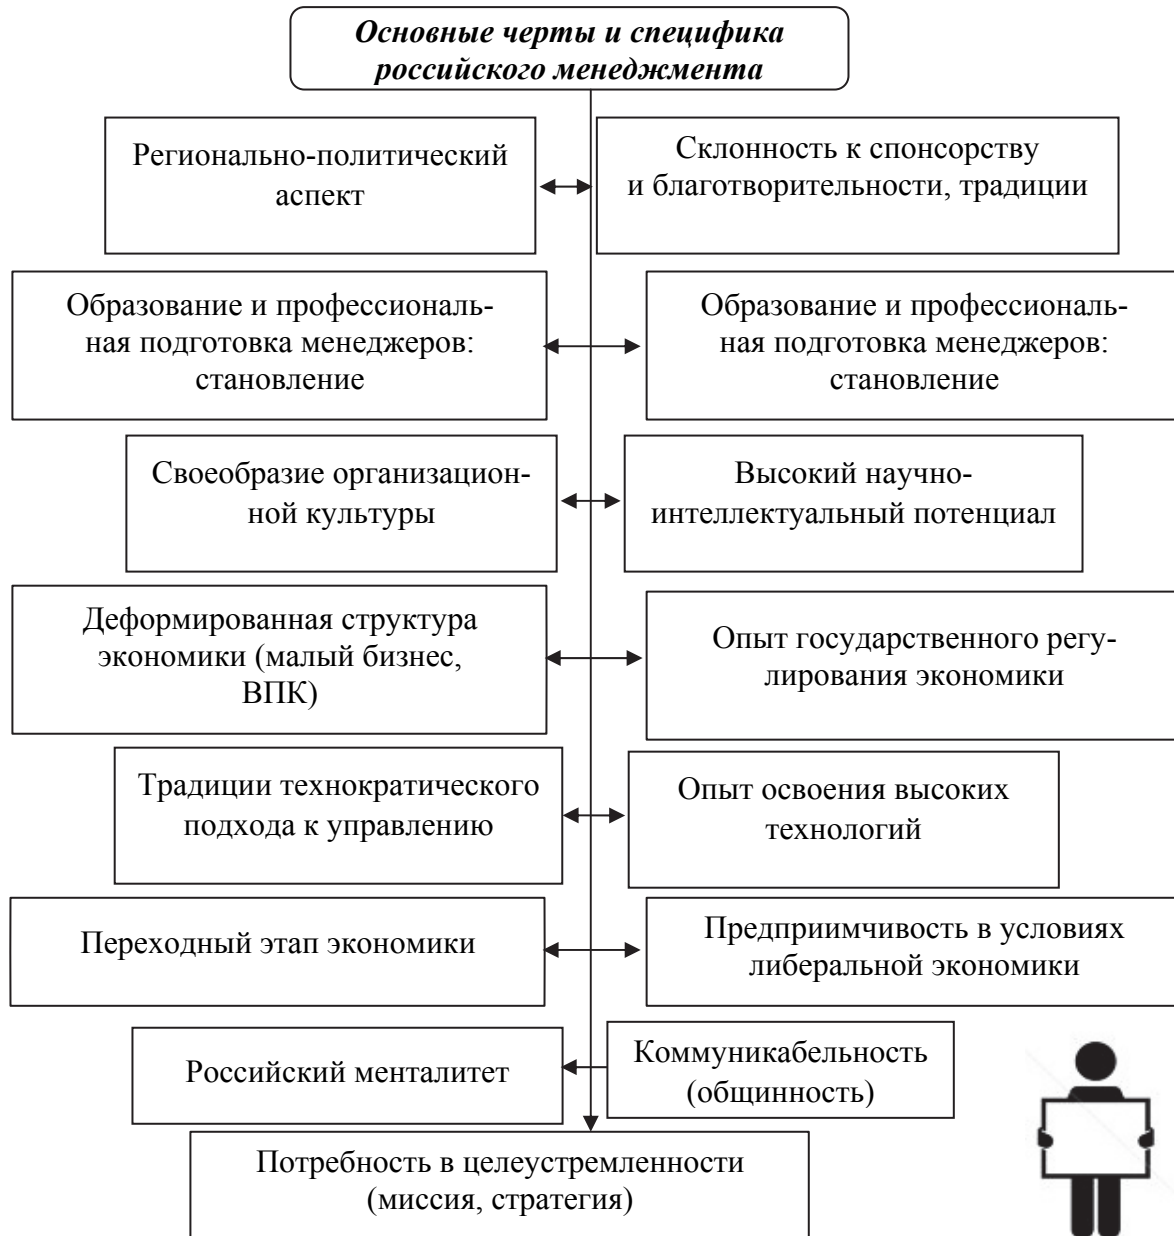 Основные черты и специфика
российского менеджмента
Регионально-политический
аспект
Склонность к спонсорству
и благотворительности, традиции
Образование и профессиональ-
ная подготовка менеджеров:
становление
Образование и профессиональ-
ная подготовка менеджеров:
становление
Своеобразие организацион-
ной культуры
Высокий научно-
интеллектуальный потенциал
Деформированная структура
экономики (малый бизнес,
ВПК)
Опыт государственного регу-
лирования экономики
Традиции технократического
подхода к управлению
Опыт освоения высоких
технологий
Переходный этап экономики
Предприимчивость в условиях
либеральной экономики
Российский менталитет
Коммуникабельность
(общинность)
Потребность в целеустремленности
(миссия, стратегия)